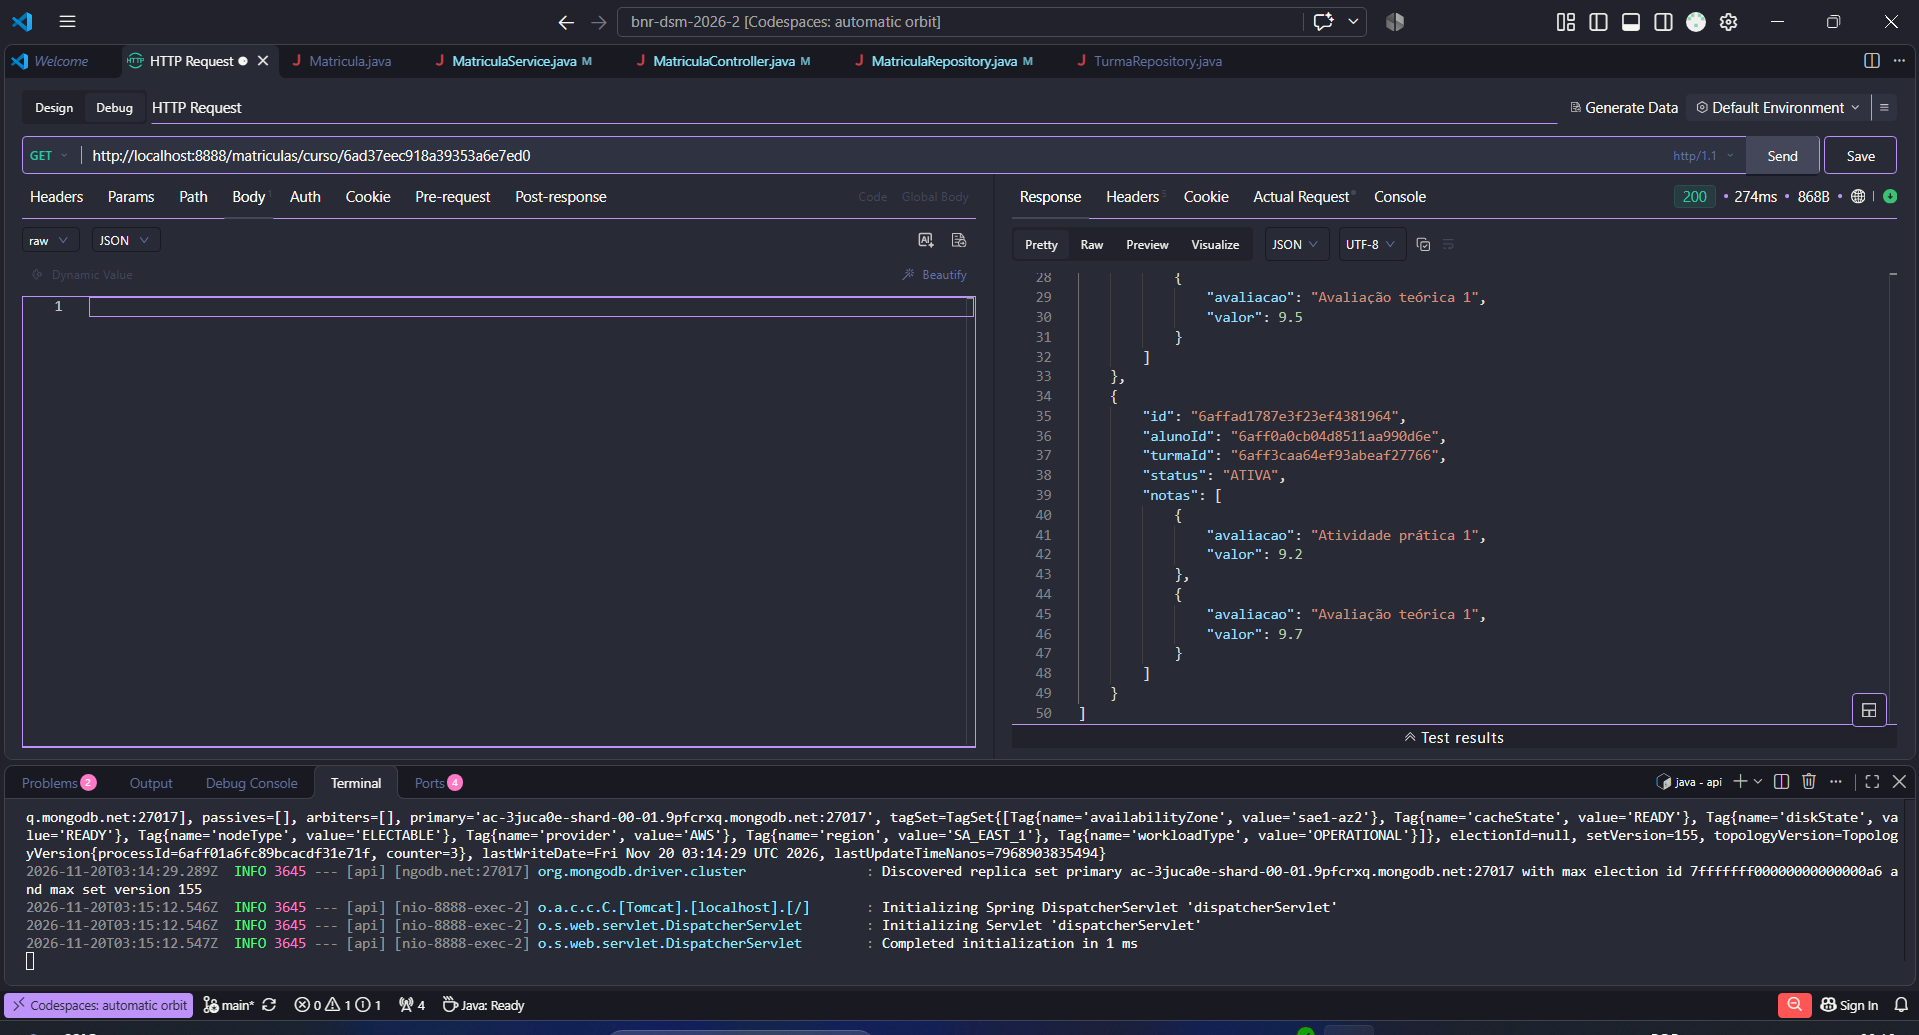 bnr-dsm-2026-2 [Codespaces: automatic orbit]
Welcome
HTTP Request
Matricula.java
MatriculaService.java M
MatriculaController.java M
MatriculaRepository.java M
TurmaRepository.java
Design Debug HTTP Request
Generate Data
Default Environment
GET http://localhost:8888/matriculas/curso/6ad37eec918a39353a6e7ed0
http/1.1
Send
Save
Headers Params Path Body 1 Auth Cookie Pre-request Post-response
Code Global Body
raw JSON
Dynamic Value
Beautify
1
Response Headers 5 Cookie Actual Request Console
200 • 274ms • 868B
Pretty Raw Preview Visualize JSON UTF-8
28 {
29 "avaliacao": "Avaliação teórica 1",
30 "valor": 9.5
31 }
32 ]
33 },
34 {
35 "id": "6affad1787e3f23ef4381964",
36 "alunoId": "6aff0a0cb04d8511aa990d6e",
37 "turmaId": "6aff3caa64ef93abeaf27766",
38 "status": "ATIVA",
39 "notas": [
40 {
41 "avaliacao": "Atividade prática 1",
42 "valor": 9.2
43 },
44 {
45 "avaliacao": "Avaliação teórica 1",
46 "valor": 9.7
47 }
48 ]
49 }
50 ]
Test results
Problems 2 Output Debug Console Terminal Ports 4
java - api
q.mongodb.net:27017], passives=[], arbiters=[], primary='ac-3juca0e-shard-00-01.9pfcrxq.mongodb.net:27017', tagSet=TagSet{[Tag{name='availabilityZone', value='sae1-az2'}, Tag{name='cacheState', value='READY'}, Tag{name='diskState', va
lue='READY'}, Tag{name='nodeType', value='ELECTABLE'}, Tag{name='provider', value='AWS'}, Tag{name='region', value='SA_EAST_1'}, Tag{name='workloadType', value='OPERATIONAL'}]}, electionId=null, setVersion=155, topologyVersion=Topolo
gyVersion{processId=6aff01a6fc89bcacdf31e71f, counter=3}, lastWriteDate=Fri Nov 20 03:14:29 UTC 2026, lastUpdateTimeNanos=7968903835494}
2026-11-20T03:14:29.289Z INFO 3645 --- [api] [ngodb.net:27017] org.mongodb.driver.cluster : Discovered replica set primary ac-3juca0e-shard-00-01.9pfcrxq.mongodb.net:27017 with max election id 7fffffff00000000000000a6 a
nd max set version 155
2026-11-20T03:15:12.546Z INFO 3645 --- [api] [nio-8888-exec-2] o.a.c.c.C.[Tomcat].[localhost].[/] : Initializing Spring DispatcherServlet 'dispatcherServlet'
2026-11-20T03:15:12.546Z INFO 3645 --- [api] [nio-8888-exec-2] o.s.web.servlet.DispatcherServlet : Initializing Servlet 'dispatcherServlet'
2026-11-20T03:15:12.547Z INFO 3645 --- [api] [nio-8888-exec-2] o.s.web.servlet.DispatcherServlet : Completed initialization in 1 ms
Codespaces: automatic orbit main* 0 1 1 4 Java: Ready
Sign In